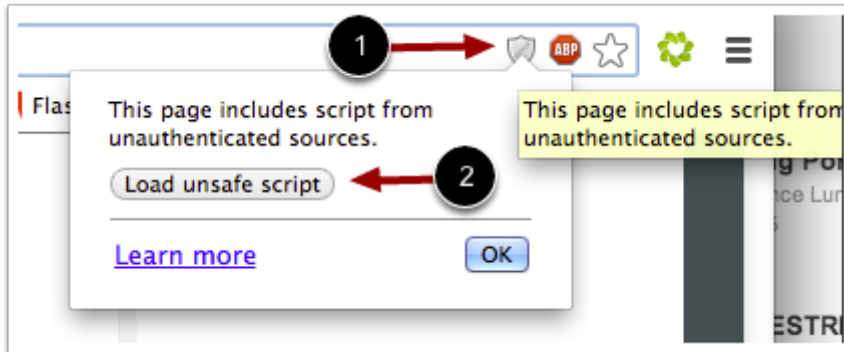 1
ABP
Flas
This page includes script from
unauthenticated sources.
This page includes script from
unauthenticated sources.
Load unsafe script
2
Learn more
OK
ESTRI